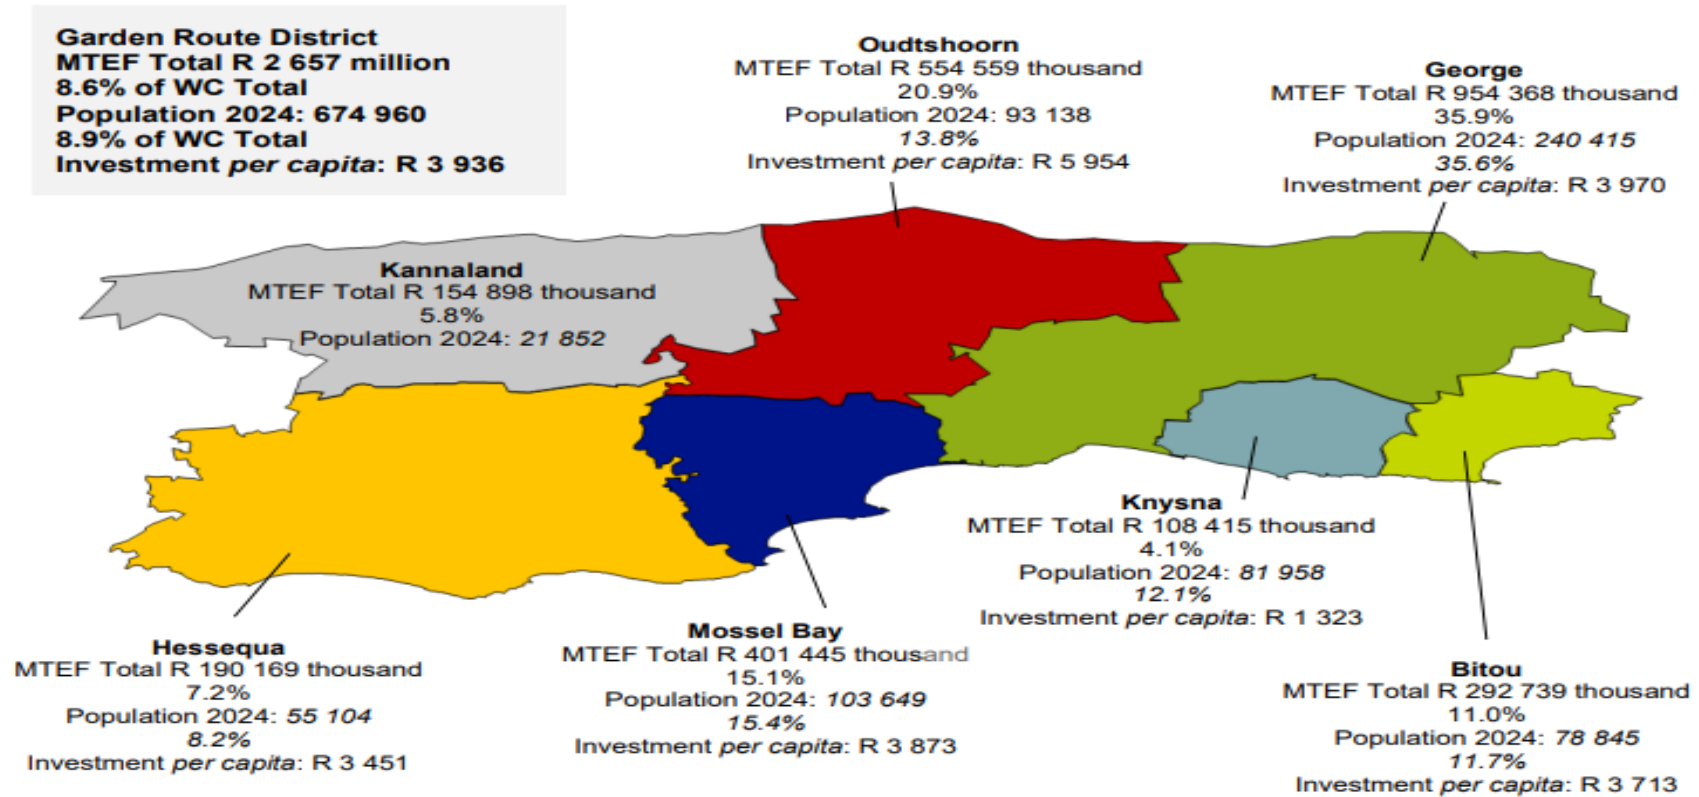 Garden Route District
MTEF Total R 2 657 million
8.6% of WC Total
Population 2024: 674 960
8.9% of WC Total
Investment per capita: R 3 936
Oudtshoorn
MTEF Total R 554 559 thousand
20.9%
Population 2024: 93 138
13.8%
Investment per capita: R 5 954
George
MTEF Total R 954 368 thousand
35.9%
Population 2024: 240 415
35.6%
Investment per capita: R 3 970
Kannaland
MTEF Total R 154 898 thousand
5.8%
Population 2024: 21 852
Knysna
MTEF Total R 108 415 thousand
4.1%
Population 2024: 81 958
12.1%
Investment per capita: R 1 323
Hessequa
MTEF Total R 190 169 thousand
7.2%
Population 2024: 55 104
8.2%
Investment per capita: R 3 451
Mossel Bay
MTEF Total R 401 445 thousand
15.1%
Population 2024: 103 649
15.4%
Investment per capita: R 3 873
Bitou
MTEF Total R 292 739 thousand
11.0%
Population 2024: 78 845
11.7%
Investment per capita: R 3 713